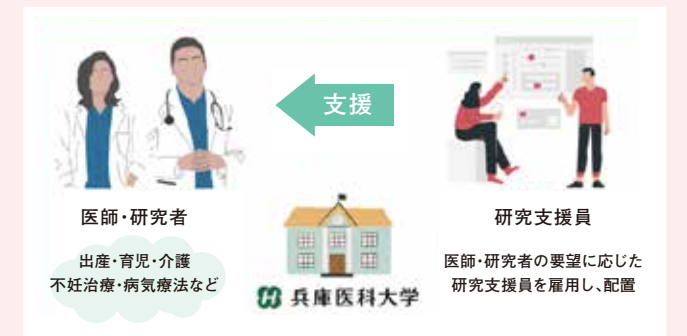 支援
医師・研究者
出産・育児・介護
不妊治療・病気療法など
兵庫医科大学
研究支援員
医師・研究者の要望に応じた
研究支援員を雇用し、配置